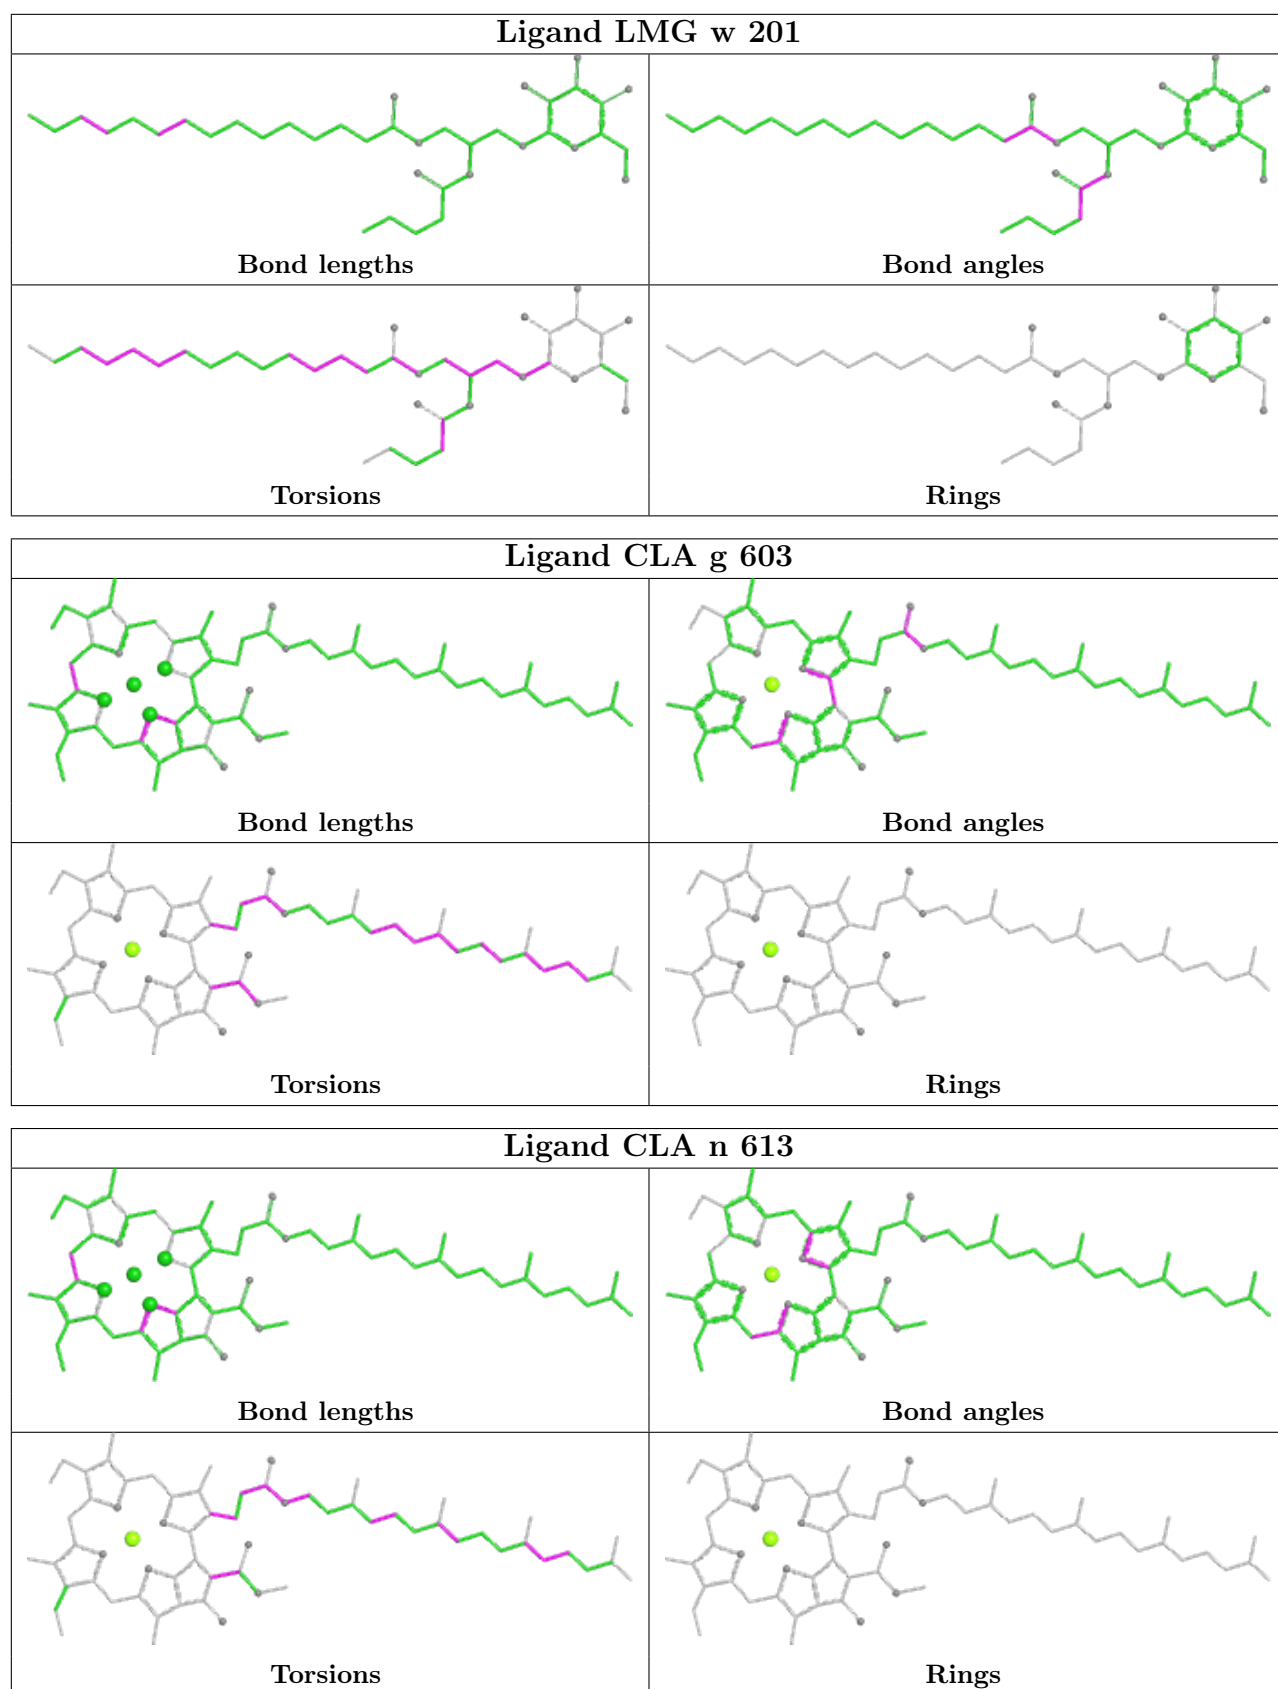 Ligand LMG w 201
Bond lengths
Bond angles
Torsions
Rings
Ligand CLA g 603
Bond lengths
Bond angles
Torsions
Rings
Ligand CLA n 613
Bond lengths
Bond angles
Torsions
Rings